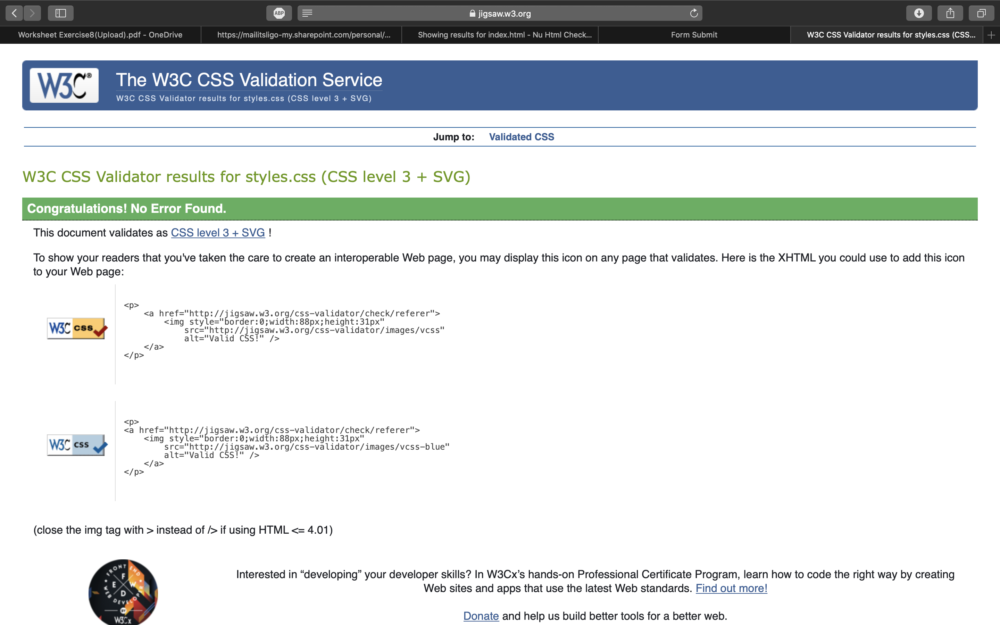 ABP
jigsaw.w3.org
Worksheet Exercise8(Upload).pdf - OneDrive
https://mailitsligo-my.sharepoint.com/personal/...
Showing results for index.html - Nu Html Check...
Form Submit
W3C CSS Validator results for styles.css (CSS...
W3C®
The W3C CSS Validation Service
W3C CSS Validator results for styles.css (CSS level 3 + SVG)
Jump to: Validated CSS
W3C CSS Validator results for styles.css (CSS level 3 + SVG)
Congratulations! No Error Found.
This document validates as CSS level 3 + SVG !
To show your readers that you've taken the care to create an interoperable Web page, you may display this icon on any page that validates. Here is the XHTML you could use to add this icon
to your Web page:
W3C css
<p>
<a href="http://jigsaw.w3.org/css-validator/check/referer">
<img style="border:0;width:88px;height:31px"
src="http://jigsaw.w3.org/css-validator/images/vcss"
alt="Valid CSS!" />
</a>
</p>
W3C css
<p>
<a href="http://jigsaw.w3.org/css-validator/check/referer">
<img style="border:0;width:88px;height:31px"
src="http://jigsaw.w3.org/css-validator/images/vcss-blue"
alt="Valid CSS!" />
</a>
</p>
(close the img tag with > instead of /> if using HTML <= 4.01)
FRONT END
WEB DEVELOPER
F
E W
D
BY
W3Cx
Interested in “developing” your developer skills? In W3Cx’s hands-on Professional Certificate Program, learn how to code the right way by creating
Web sites and apps that use the latest Web standards. Find out more!
Donate and help us build better tools for a better web.